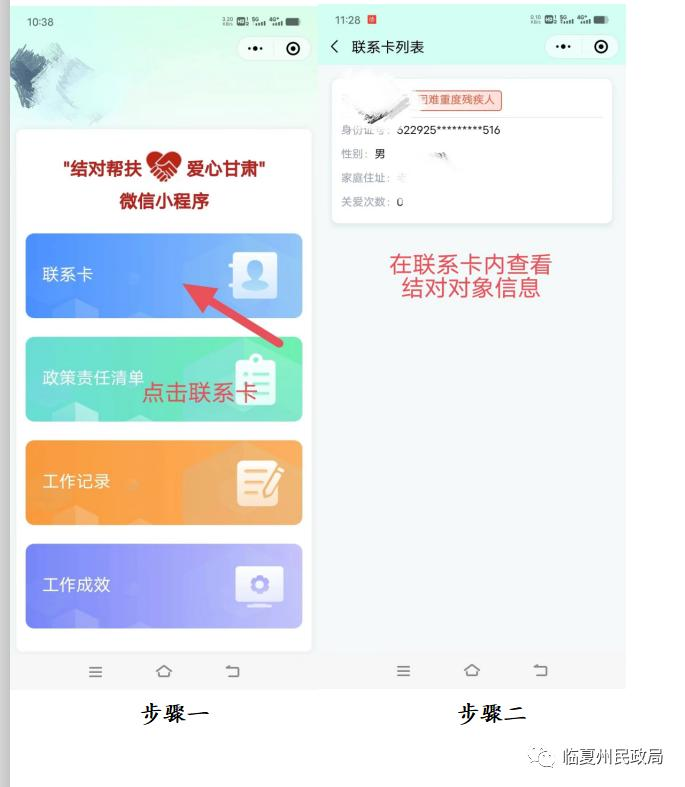 10:38
"结对帮扶 爱心甘肃"
微信小程序
联系卡
政策责任清单
点击联系卡
工作记录
工作成效
步骤一
11:28
联系卡列表
困难重度残疾人
身份证号: 622925*********516
性别: 男
家庭住址:
关爱次数: 0
在联系卡内查看
结对对象信息
步骤二
临夏州民政局